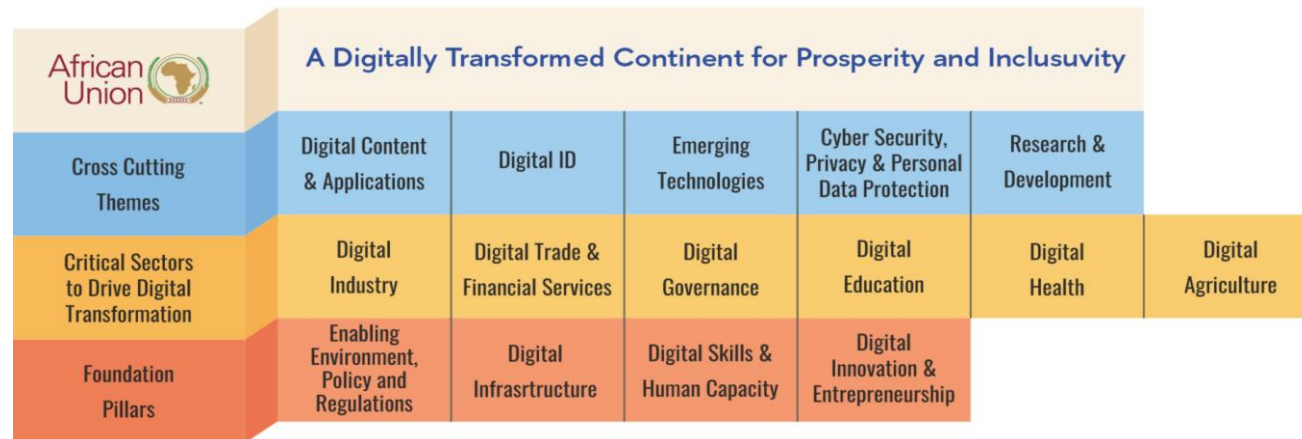 African
Union
A Digitally Transformed Continent for Prosperity and Inclusuvity
Cross Cutting
Themes
Digital Content
& Applications
Digital ID
Emerging
Technologies
Cyber Security,
Privacy & Personal
Data Protection
Research &
Development
Critical Sectors
to Drive Digital
Transformation
Digital
Industry
Digital Trade &
Financial Services
Digital
Governance
Digital
Education
Digital
Health
Digital
Agriculture
Foundation
Pillars
Enabling
Environment,
Policy and
Regulations
Digital
Infrasrtructure
Digital Skills &
Human Capacity
Digital
Innovation &
Entrepreneurship